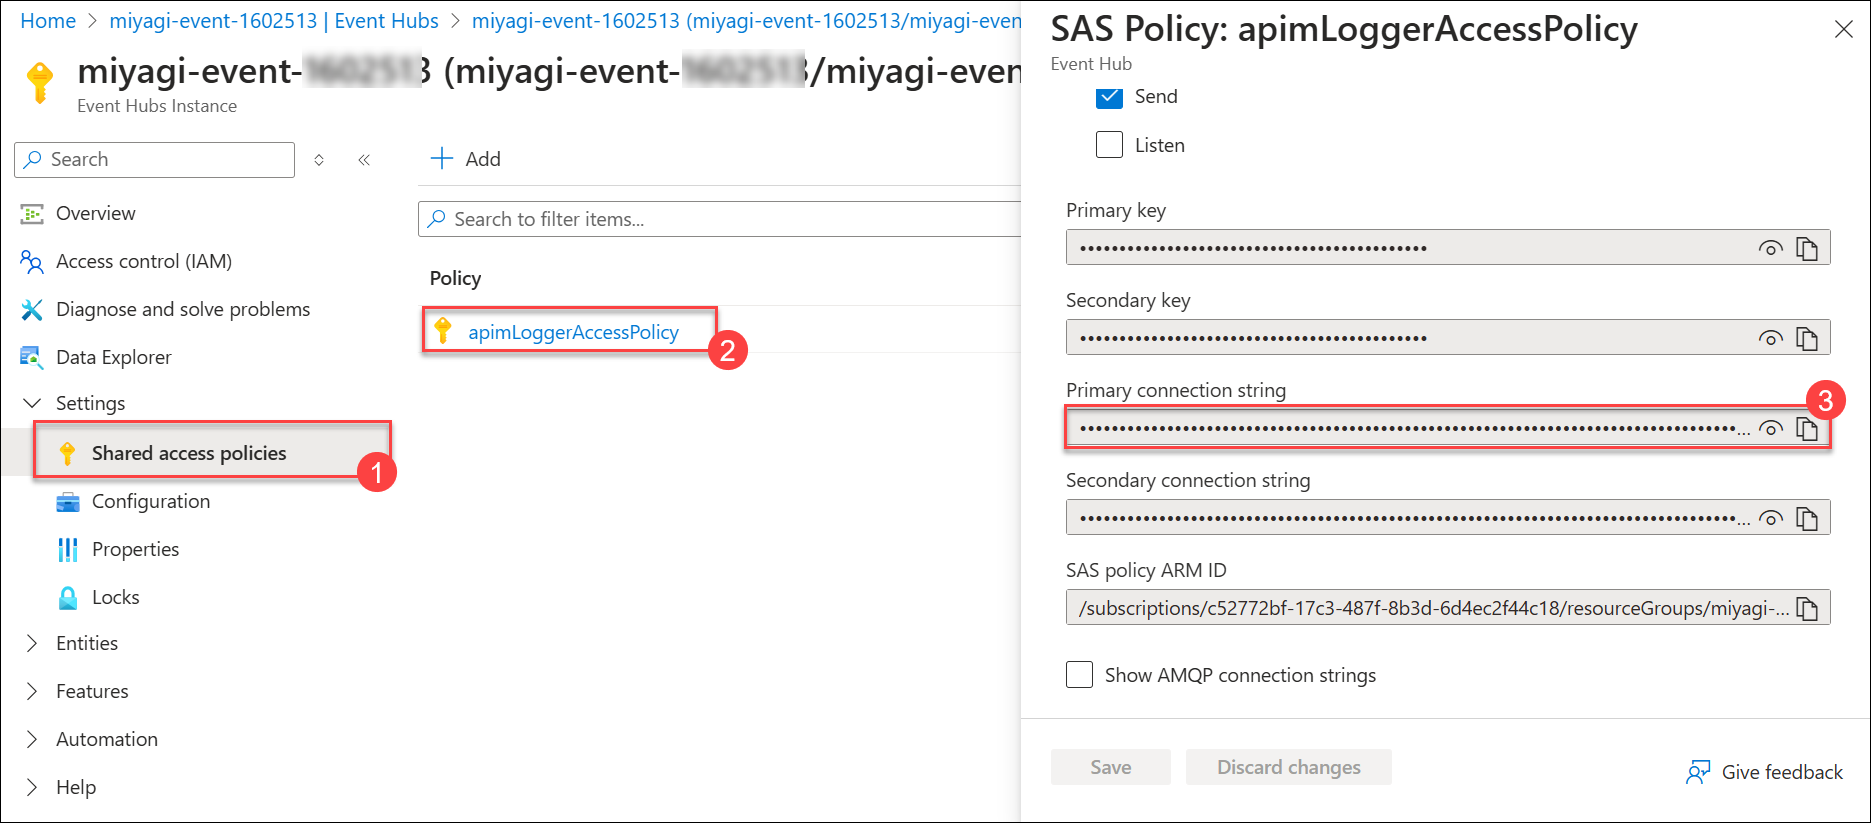 Home > miyagi-event-1602513 | Event Hubs > miyagi-event-1602513 (miyagi-event-1602513/miyagi-even
miyagi-event- (miyagi-event- /miyagi-even
Event Hubs Instance
Search
Overview
Access control (IAM)
Diagnose and solve problems
Data Explorer
Settings
Shared access policies
1
Configuration
Properties
Locks
Entities
Features
Automation
Help
Add
Search to filter items...
Policy
apimLoggerAccessPolicy
2
SAS Policy: apimLoggerAccessPolicy
Event Hub
Send
Listen
Primary key
Secondary key
Primary connection string
3
...
Secondary connection string
...
SAS policy ARM ID
/subscriptions/c52772bf-17c3-487f-8b3d-6d4ec2f44c18/resourceGroups/miyagi-...
Show AMQP connection strings
Save
Discard changes
Give feedback